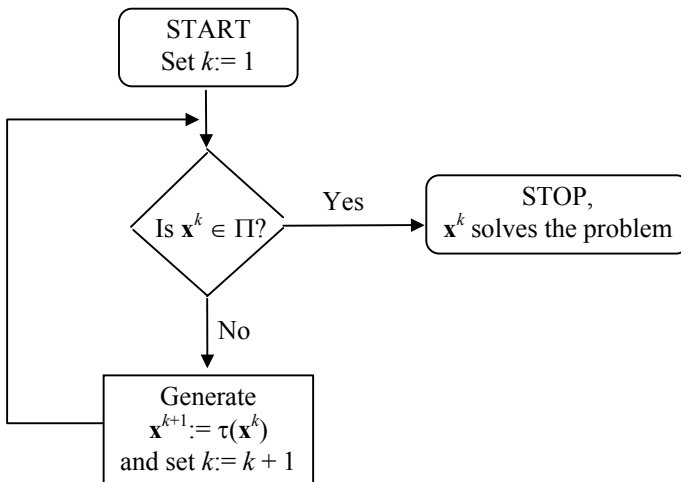 START
Set k:= 1
Is x^k ∈ Π?
Yes
STOP,
x^k solves the problem
No
Generate
x^{k+1}:= τ(x^k)
and set k:= k + 1